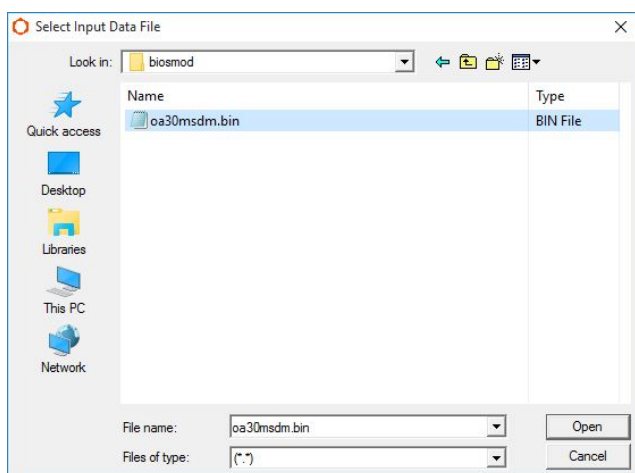 Select Input Data File
Look in: biosmod
Name Type
oa30msdm.bin BIN File
Quick access
Desktop
Libraries
This PC
Network
File name: oa30msdm.bin Open
Files of type: (*.*) Cancel